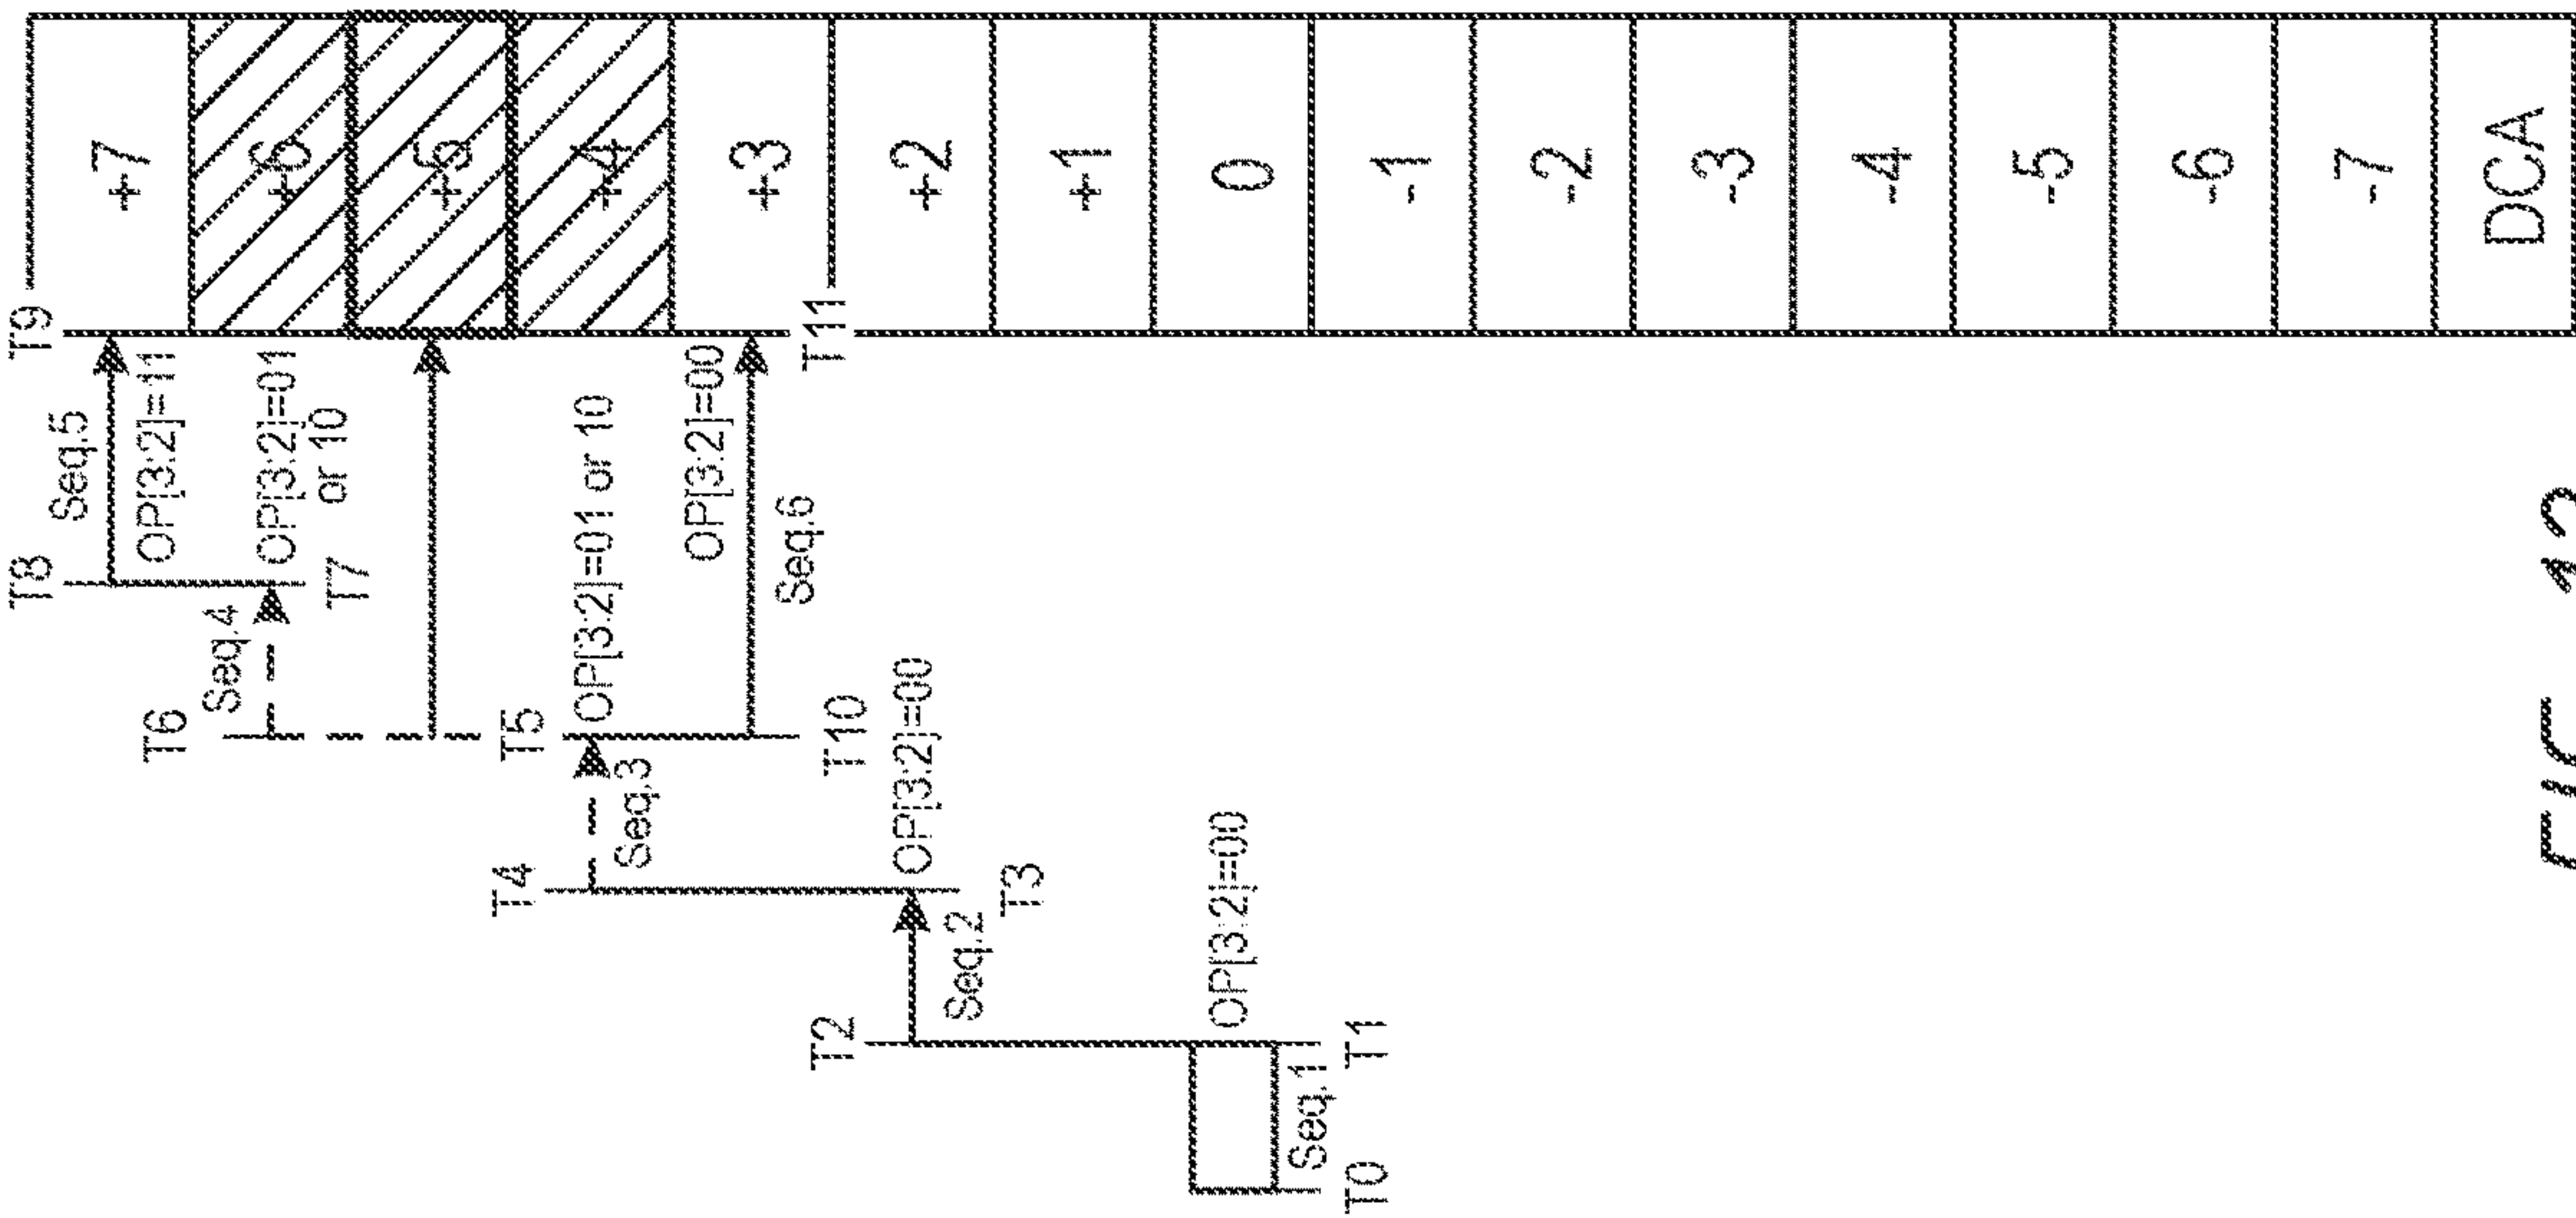 T9
+7
+6
+5
+4
+3
+2
+1
0
-1
-2
-3
-4
-5
-6
-7
DCA
T11
T8
Seq.5
OP[3:2]=11
OP[3:2]=01
or 10
T7
T6
Seq.4
T5
OP[3:2]=01 or 10
OP[3:2]=00
Seq.6
T10
T4
Seq.3
OP[3:2]=00
T3
T2
Seq.2
OP[3:2]=00
T1
Seq.1
T0